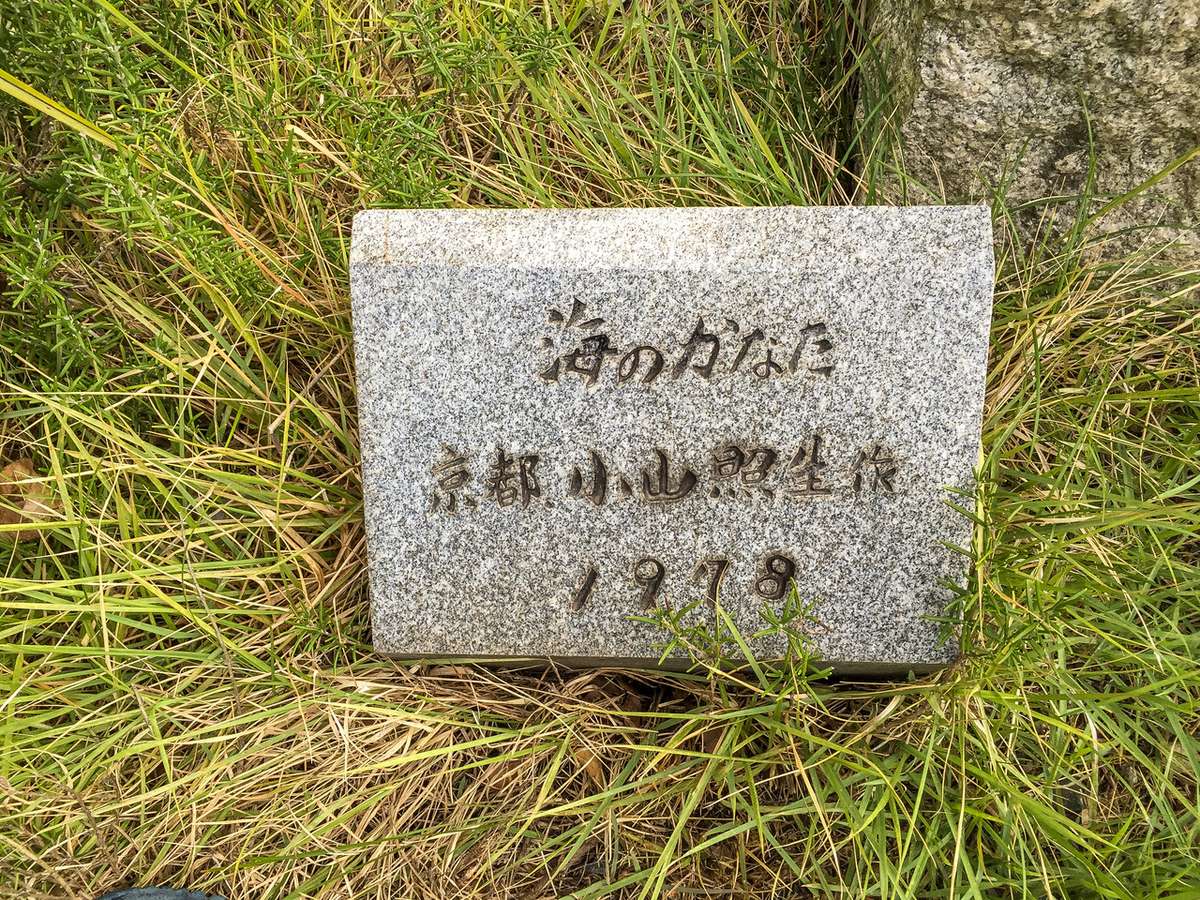 海のかなた
京都 小山照生作
1978